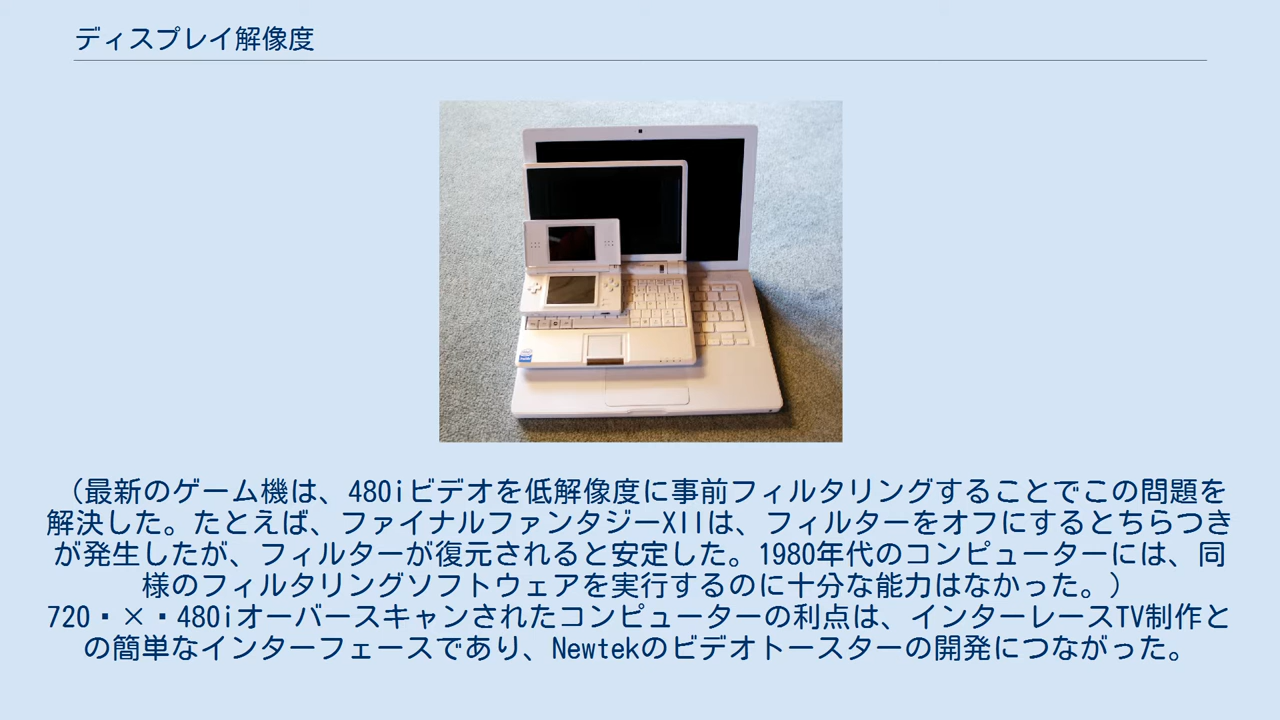 ディスプレイ解像度
（最新のゲーム機は、480iビデオを低解像度に事前フィルタリングすることでこの問題を
解決した。たとえば、ファイナルファンタジーXIIは、フィルターをオフにするとちらつき
が発生したが、フィルターが復元されると安定した。1980年代のコンピューターには、同
様のフィルタリングソフトウェアを実行するのに十分な能力はなかった。）
720・×・480iオーバースキャンされたコンピューターの利点は、インターレースTV制作と
の簡単なインターフェースであり、Newtekのビデオトースターの開発につながった。